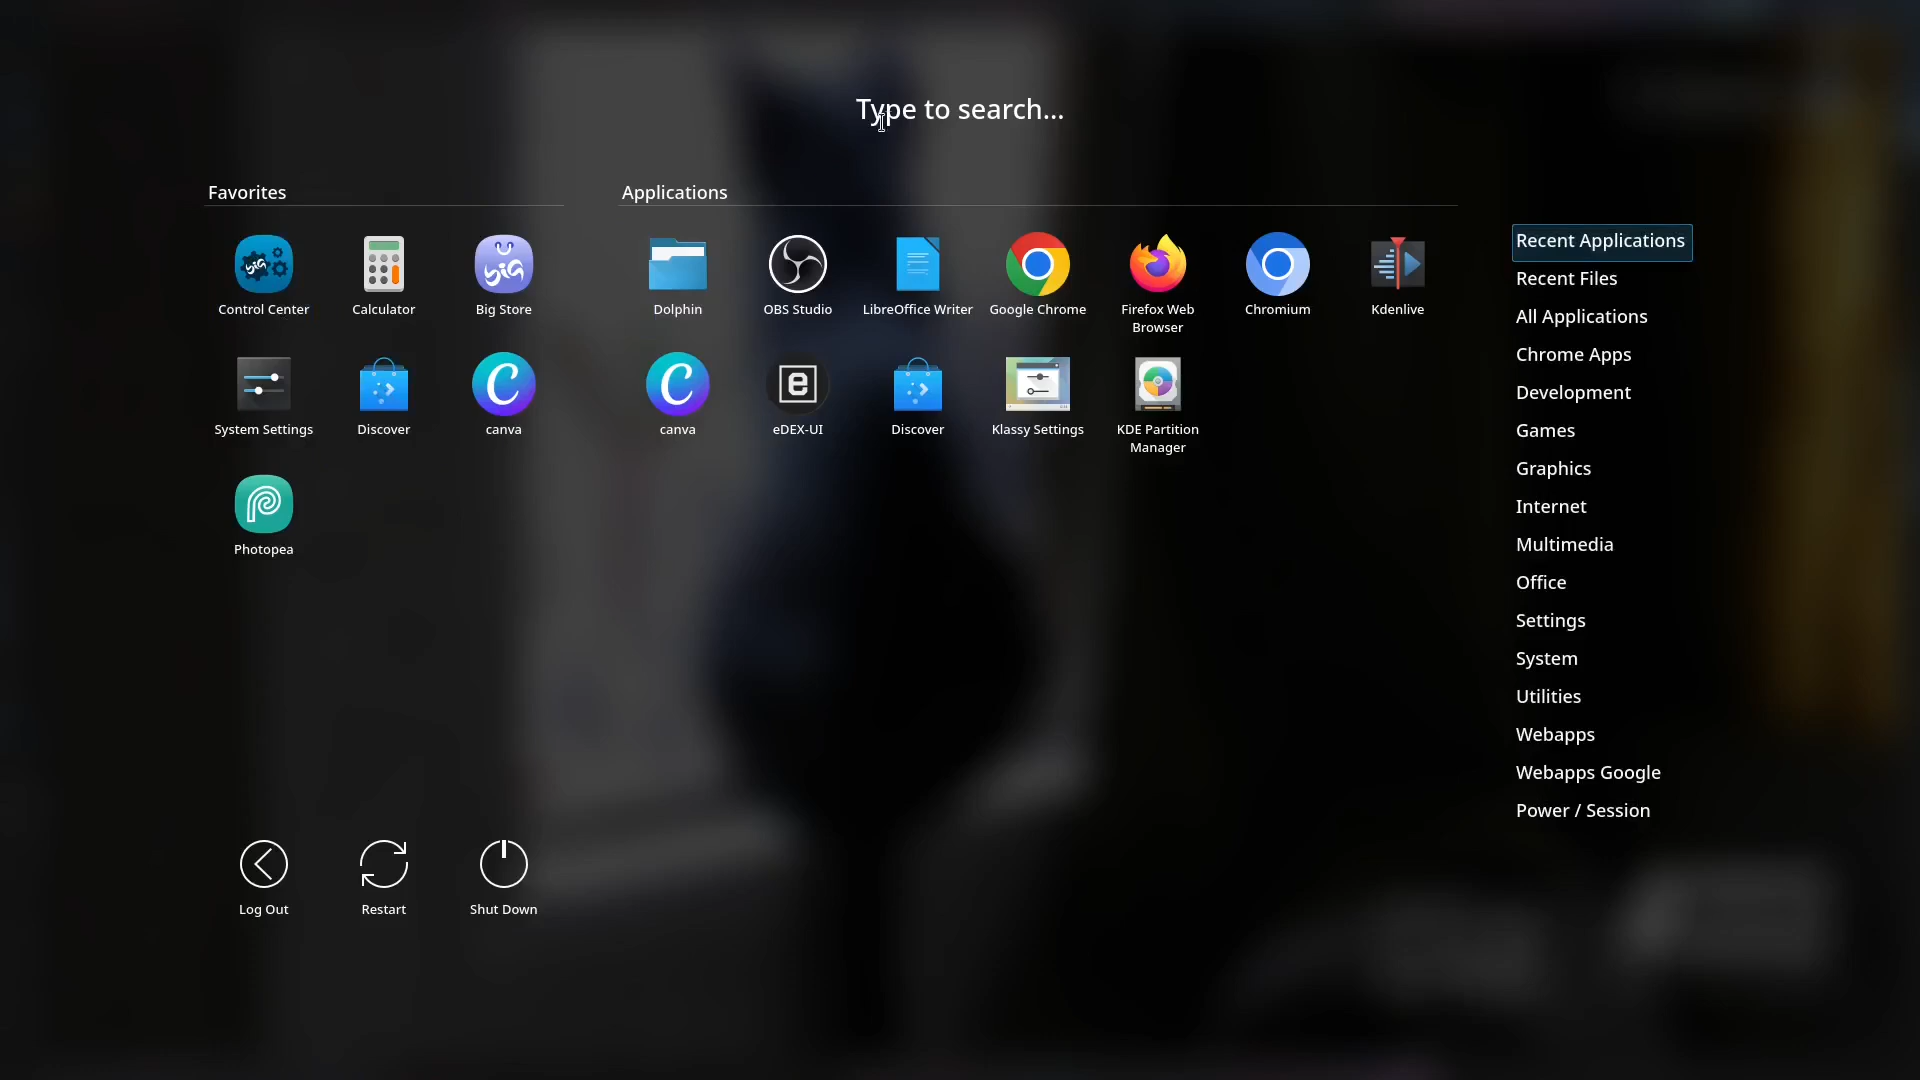 Type to search...
Favorites
Control Center
Calculator
Big Store
System Settings
Discover
canva
Photopea
Applications
Dolphin
OBS Studio
LibreOffice Writer
Google Chrome
Firefox Web
Browser
Chromium
Kdenlive
canva
eDEX-UI
Discover
Klassy Settings
KDE Partition
Manager
Recent Applications
Recent Files
All Applications
Chrome Apps
Development
Games
Graphics
Internet
Multimedia
Office
Settings
System
Utilities
Webapps
Webapps Google
Power / Session
Log Out
Restart
Shut Down